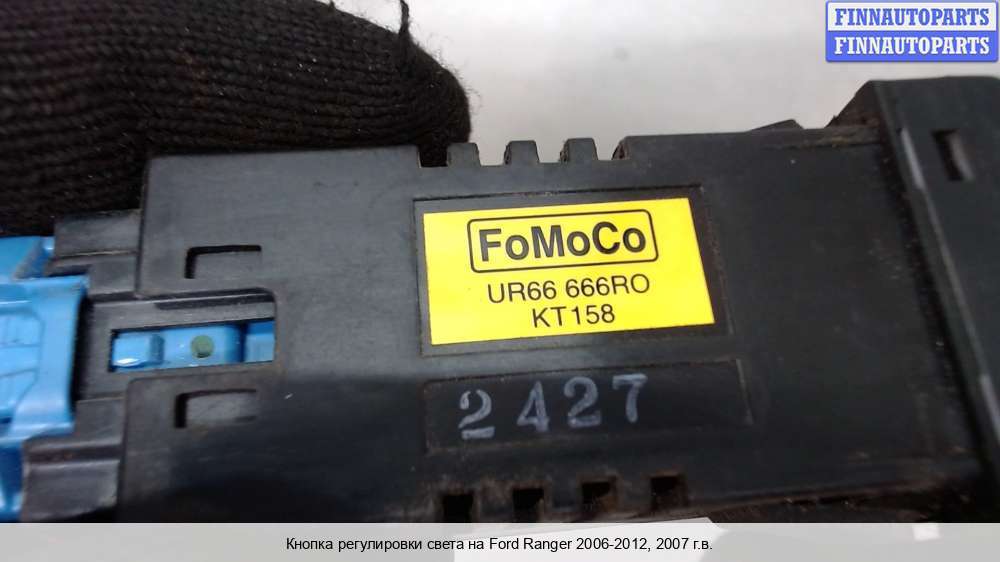 FINNAUTOPARTS
FINNAUTOPARTS
FoMoCo
UR66 666RO
KT158
2427
Кнопка регулировки света на Ford Ranger 2006-2012, 2007 г.в.